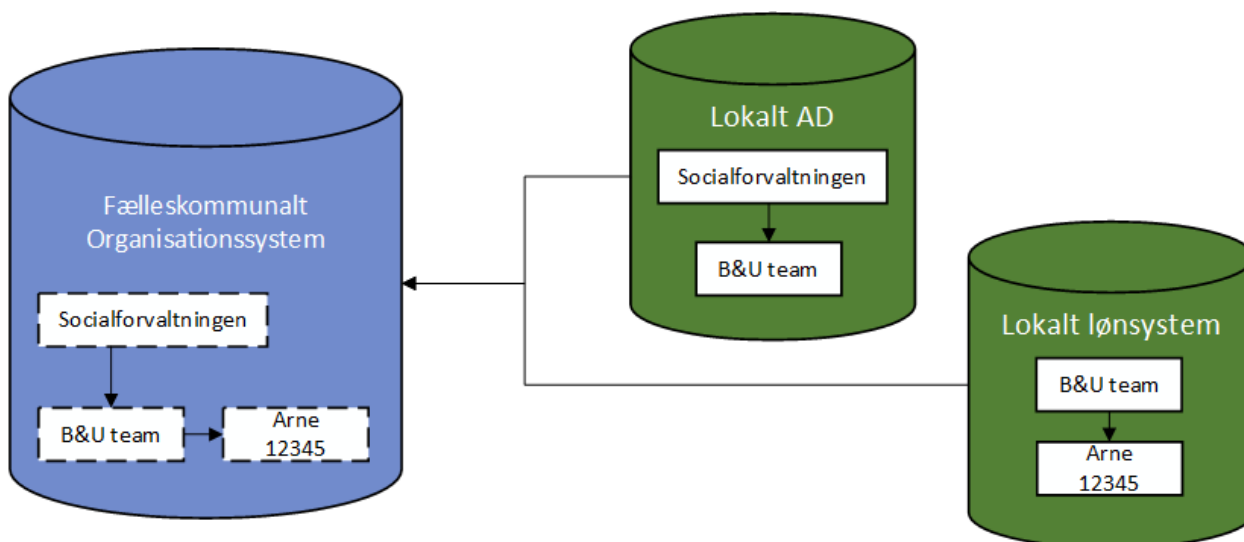 Fælleskommunalt
Organisationssystem
Socialforvaltningen
B&U team
Arne
12345
Lokalt AD
Socialforvaltningen
B&U team
Lokalt lønsystem
B&U team
Arne
12345